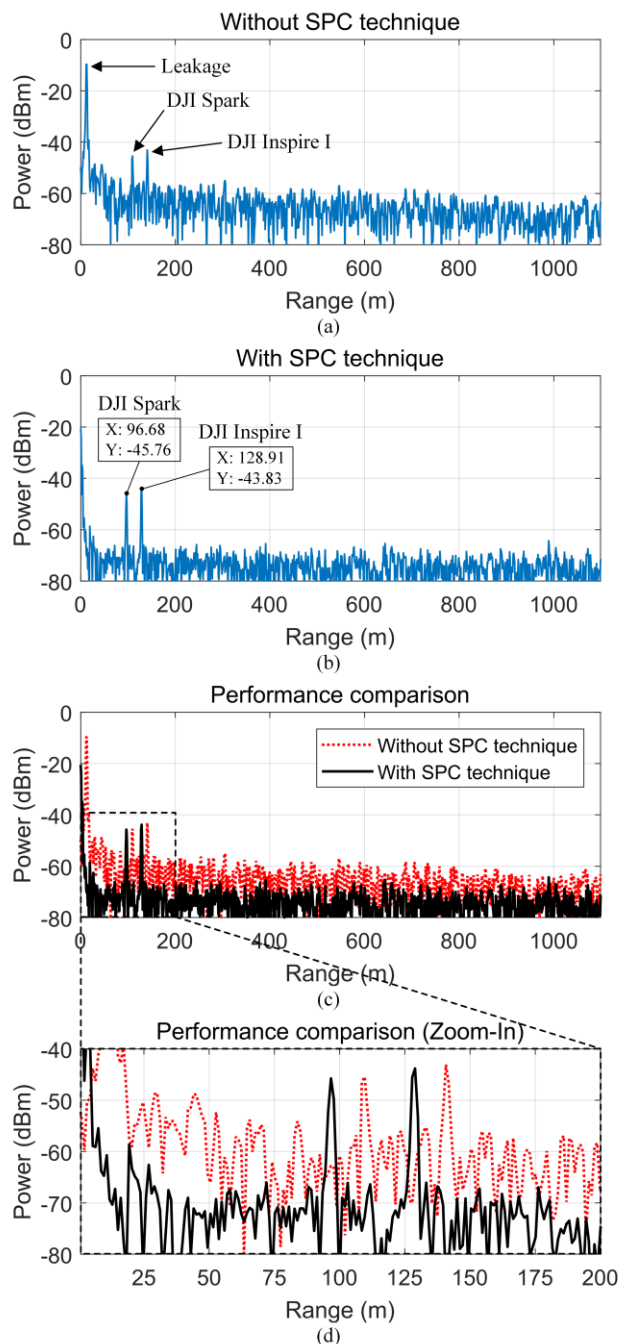 Without SPC technique
0
-20
-40
-60
-80
Power (dBm)
Leakage
DJI Spark
DJI Inspire I
0 200 400 600 800 1000
Range (m)
(a)
With SPC technique
0
-20
-40
-60
-80
Power (dBm)
DJI Spark
X: 96.68
Y: -45.76
DJI Inspire I
X: 128.91
Y: -43.83
0 200 400 600 800 1000
Range (m)
(b)
Performance comparison
0
-20
-40
-60
-80
Power (dBm)
Without SPC technique
With SPC technique
0 200 400 600 800 1000
Range (m)
(c)
Performance comparison (Zoom-In)
-40
-50
-60
-70
-80
Power (dBm)
25 50 75 100 125 150 175 200
Range (m)
(d)